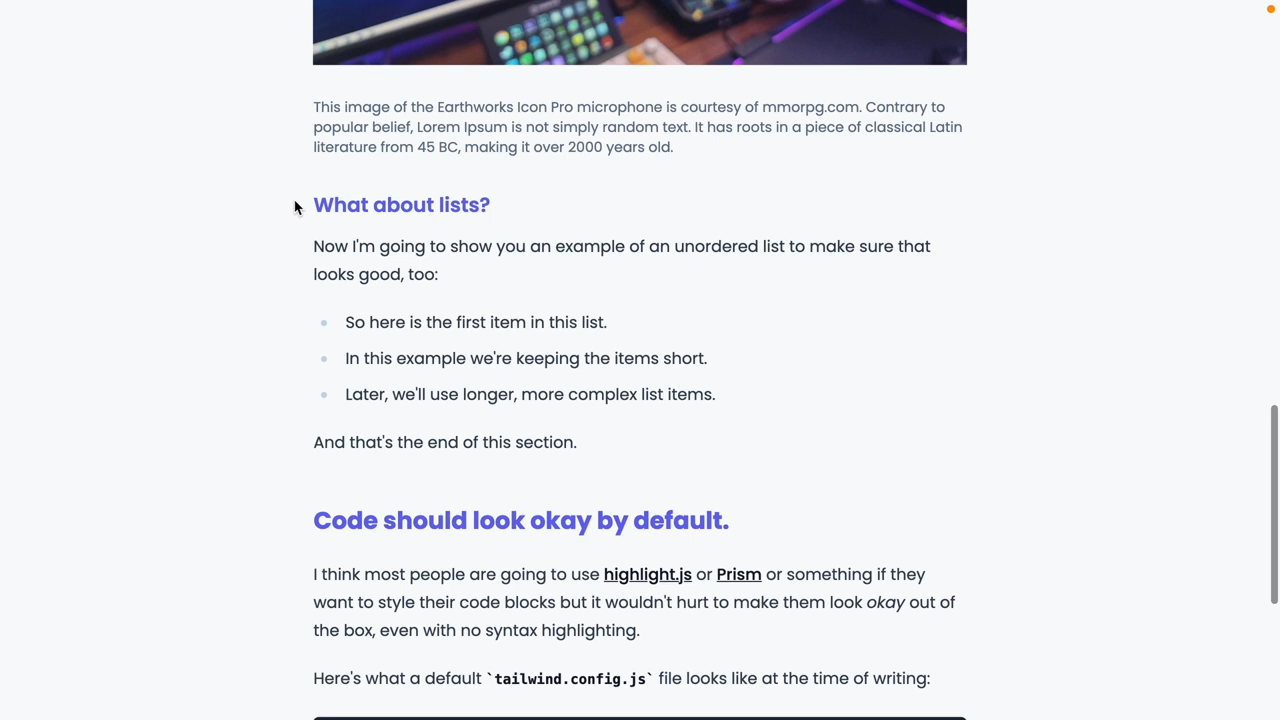 This image of the Earthworks Icon Pro microphone is courtesy of mmorpg.com. Contrary to
popular belief, Lorem Ipsum is not simply random text. It has roots in a piece of classical Latin
literature from 45 BC, making it over 2000 years old.
What about lists?
Now I'm going to show you an example of an unordered list to make sure that
looks good, too:
So here is the first item in this list.
In this example we're keeping the items short.
Later, we'll use longer, more complex list items.
And that's the end of this section.
Code should look okay by default.
I think most people are going to use highlight.js or Prism or something if they
want to style their code blocks but it wouldn't hurt to make them look okay out of
the box, even with no syntax highlighting.
Here's what a default `tailwind.config.js` file looks like at the time of writing: